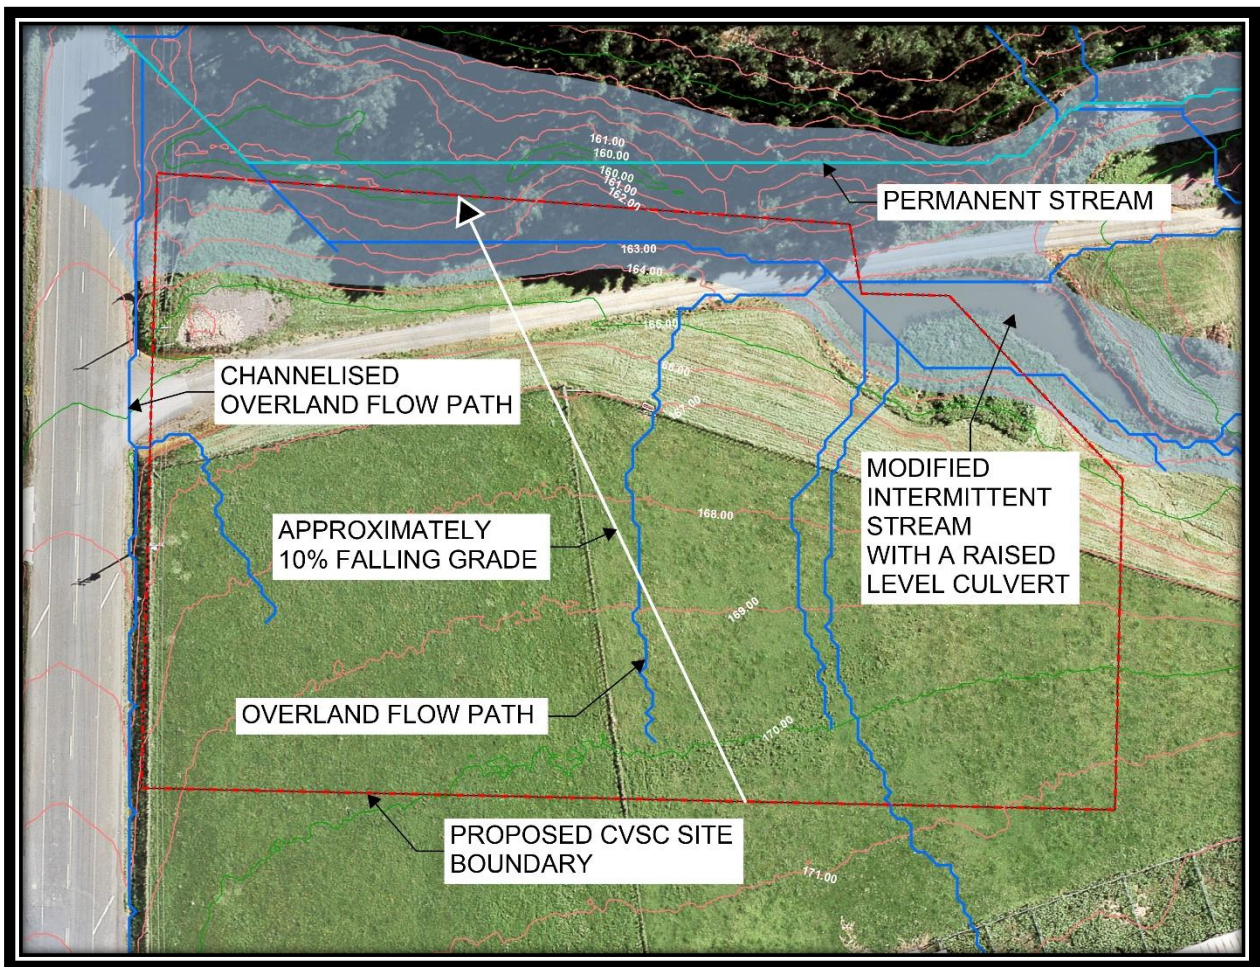 161.00
160.00
160.00
161.00
162.00
PERMANENT STREAM
163.00
164.00
166.00
CHANNELISED
OVERLAND FLOW PATH
167.00
MODIFIED
INTERMITTENT
STREAM
WITH A RAISED
LEVEL CULVERT
168.00
APPROXIMATELY
10% FALLING GRADE
169.00
OVERLAND FLOW PATH
170.00
PROPOSED CVSC SITE
BOUNDARY
171.00